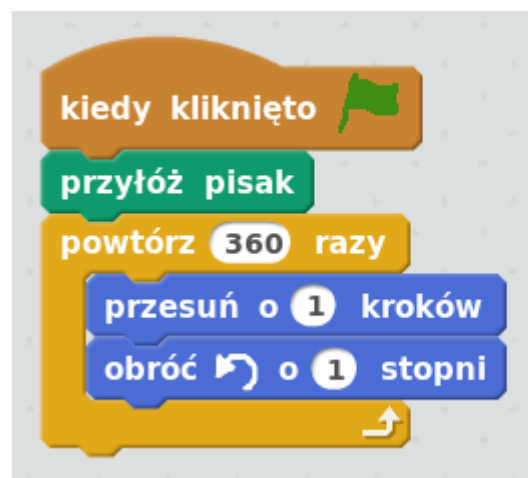 kiedy kliknięto
przyłóż pisak
powtórz 360 razy
przesuń o 1 kroków
obróć o 1 stopni